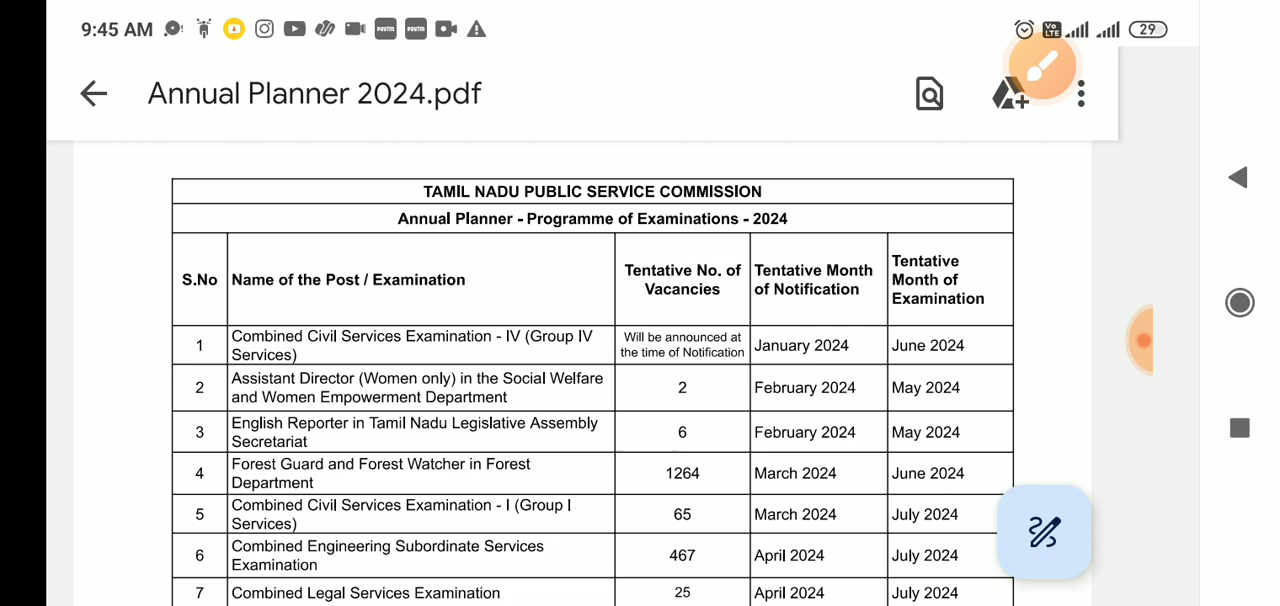 9:45 AM
paytm
paytm
Vo
LTE
29
Annual Planner 2024.pdf
TAMIL NADU PUBLIC SERVICE COMMISSION
Annual Planner - Programme of Examinations - 2024
S.No Name of the Post / Examination Tentative No. of Vacancies Tentative Month of Notification Tentative Month of Examination
1 Combined Civil Services Examination - IV (Group IV Services) Will be announced at the time of Notification January 2024 June 2024
2 Assistant Director (Women only) in the Social Welfare and Women Empowerment Department 2 February 2024 May 2024
3 English Reporter in Tamil Nadu Legislative Assembly Secretariat 6 February 2024 May 2024
4 Forest Guard and Forest Watcher in Forest Department 1264 March 2024 June 2024
5 Combined Civil Services Examination - I (Group I Services) 65 March 2024 July 2024
6 Combined Engineering Subordinate Services Examination 467 April 2024 July 2024
7 Combined Legal Services Examination 25 April 2024 July 2024